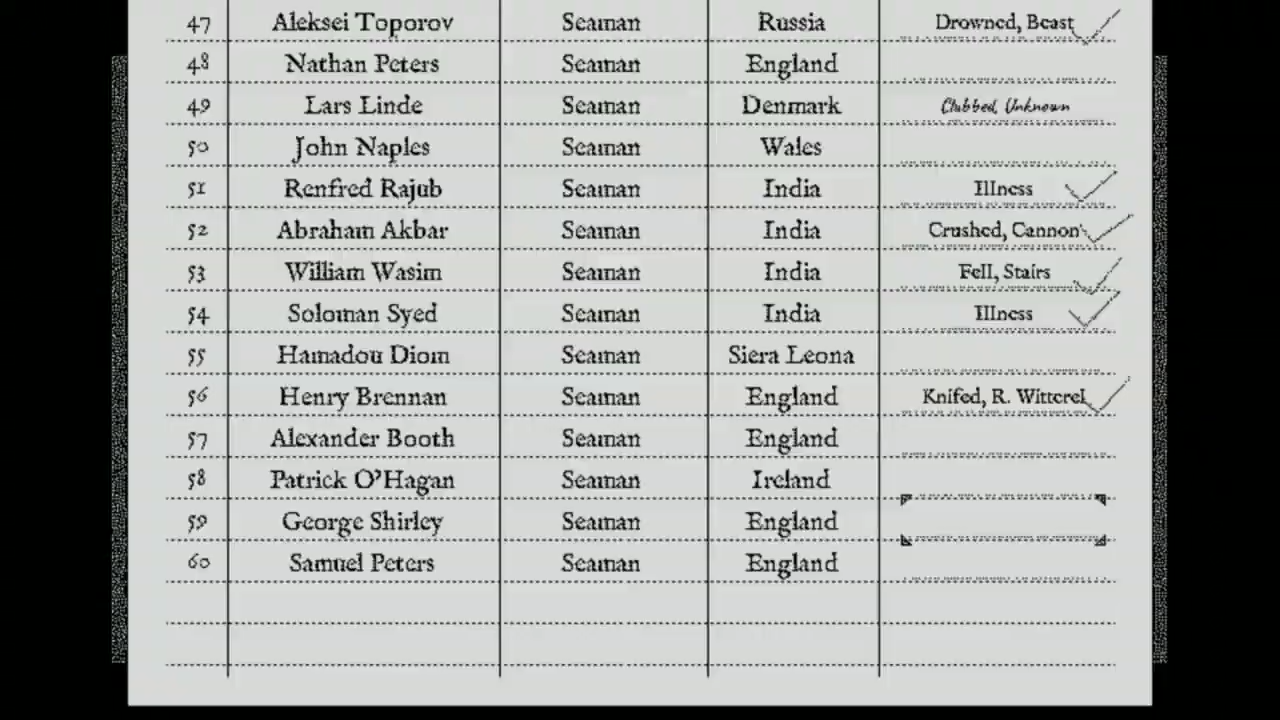 47 Aleksei Toporov Seaman Russia Drowned, Beast
48 Nathan Peters Seaman England
49 Lars Linde Seaman Denmark Clubbed, Unknown
50 John Naples Seaman Wales
51 Renfred Rajub Seaman India Illness
52 Abraham Akbar Seaman India Crushed, Cannon
53 William Wasim Seaman India Fell, Stairs
54 Soloman Syed Seaman India Illness
55 Hamadou Diom Seaman Siera Leona
56 Henry Brennan Seaman England Knifed, R. Witterel
57 Alexander Booth Seaman England
58 Patrick O'Hagan Seaman Ireland
59 George Shirley Seaman England
60 Samuel Peters Seaman England